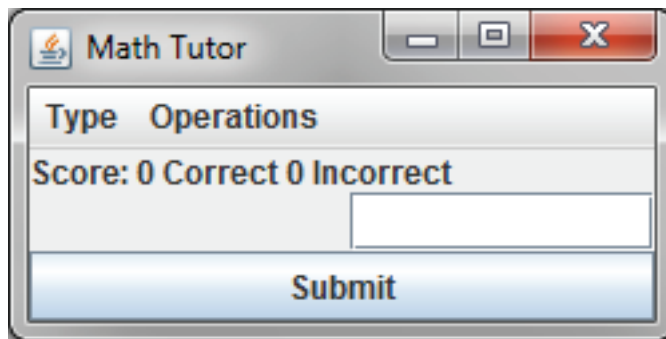 Math Tutor
Type Operations
Score: 0 Correct 0 Incorrect
Submit